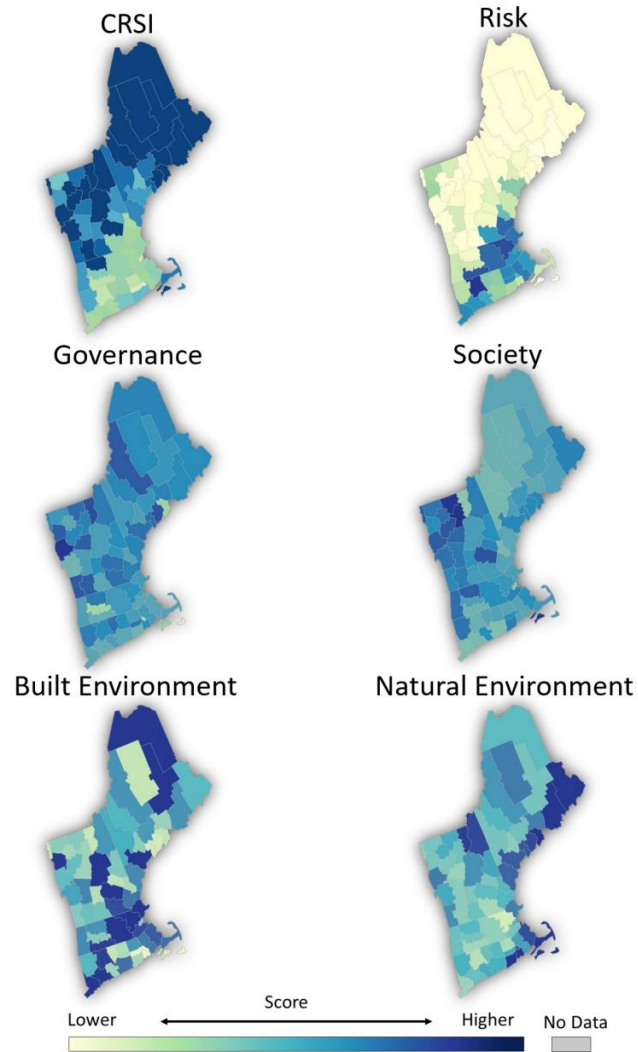 CRSI
Risk
Governance
Society
Built Environment
Natural Environment
Score
Lower
Higher
No Data